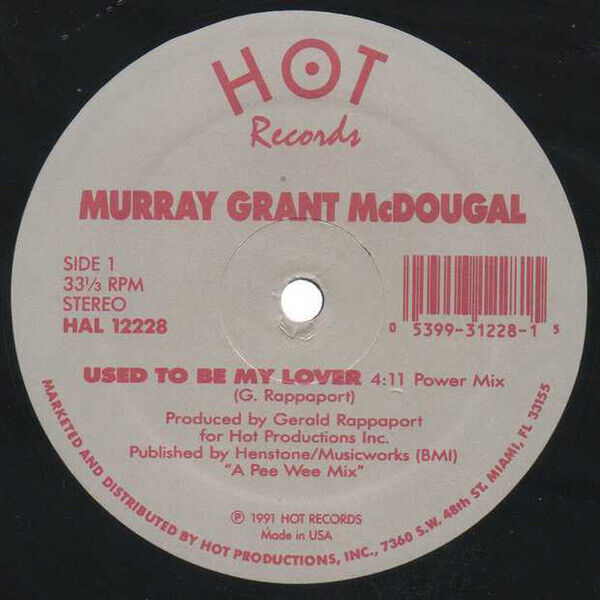 HOT
Records
MURRAY GRANT McDOUGAL
SIDE 1
33⅓ RPM
STEREO
HAL 12228
0 5399-31228-1 5
USED TO BE MY LOVER 4:11 Power Mix
(G. Rappaport)
Produced by Gerald Rappaport
for Hot Productions Inc.
Published by Henstone/Musicworks (BMI)
"A Pee Wee Mix"
℗ 1991 HOT RECORDS
Made in USA
MARKETED AND DISTRIBUTED BY HOT PRODUCTIONS, INC., 7360 S.W. 48th ST. MIAMI, FL 33155